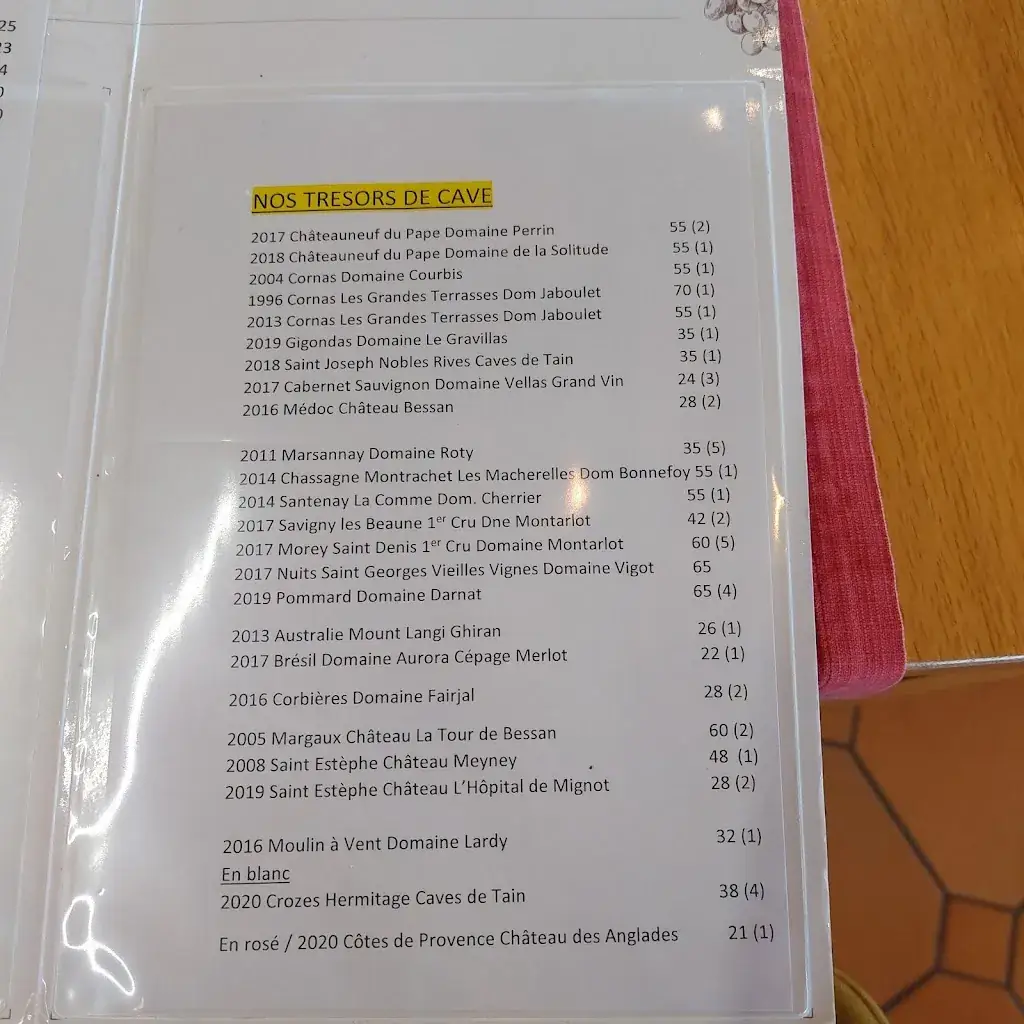 25
23
4
0
NOS TRESORS DE CAVE
2017 Châteauneuf du Pape Domaine Perrin 55 (2)
2018 Châteauneuf du Pape Domaine de la Solitude 55 (1)
2004 Cornas Domaine Courbis 55 (1)
1996 Cornas Les Grandes Terrasses Dom Jaboulet 70 (1)
2013 Cornas Les Grandes Terrasses Dom Jaboulet 55 (1)
2019 Gigondas Domaine Le Gravillas 35 (1)
2018 Saint Joseph Nobles Rives Caves de Tain 35 (1)
2017 Cabernet Sauvignon Domaine Vellas Grand Vin 24 (3)
2016 Médoc Château Bessan 28 (2)
2011 Marsannay Domaine Roty 35 (5)
2014 Chassagne Montrachet Les Macherelles Dom Bonnefoy 55 (1)
2014 Santenay La Comme Dom. Cherrier 55 (1)
2017 Savigny les Beaune 1er Cru Dne Montarlot 42 (2)
2017 Morey Saint Denis 1er Cru Domaine Montarlot 60 (5)
2017 Nuits Saint Georges Vieilles Vignes Domaine Vigot 65
2019 Pommard Domaine Darnat 65 (4)
2013 Australie Mount Langi Ghiran 26 (1)
2017 Brésil Domaine Aurora Cépage Merlot 22 (1)
2016 Corbières Domaine Fairjal 28 (2)
2005 Margaux Château La Tour de Bessan 60 (2)
2008 Saint Estèphe Château Meyney 48 (1)
2019 Saint Estèphe Château L'Hôpital de Mignot 28 (2)
2016 Moulin à Vent Domaine Lardy 32 (1)
En blanc
2020 Crozes Hermitage Caves de Tain 38 (4)
En rosé / 2020 Côtes de Provence Château des Anglades 21 (1)